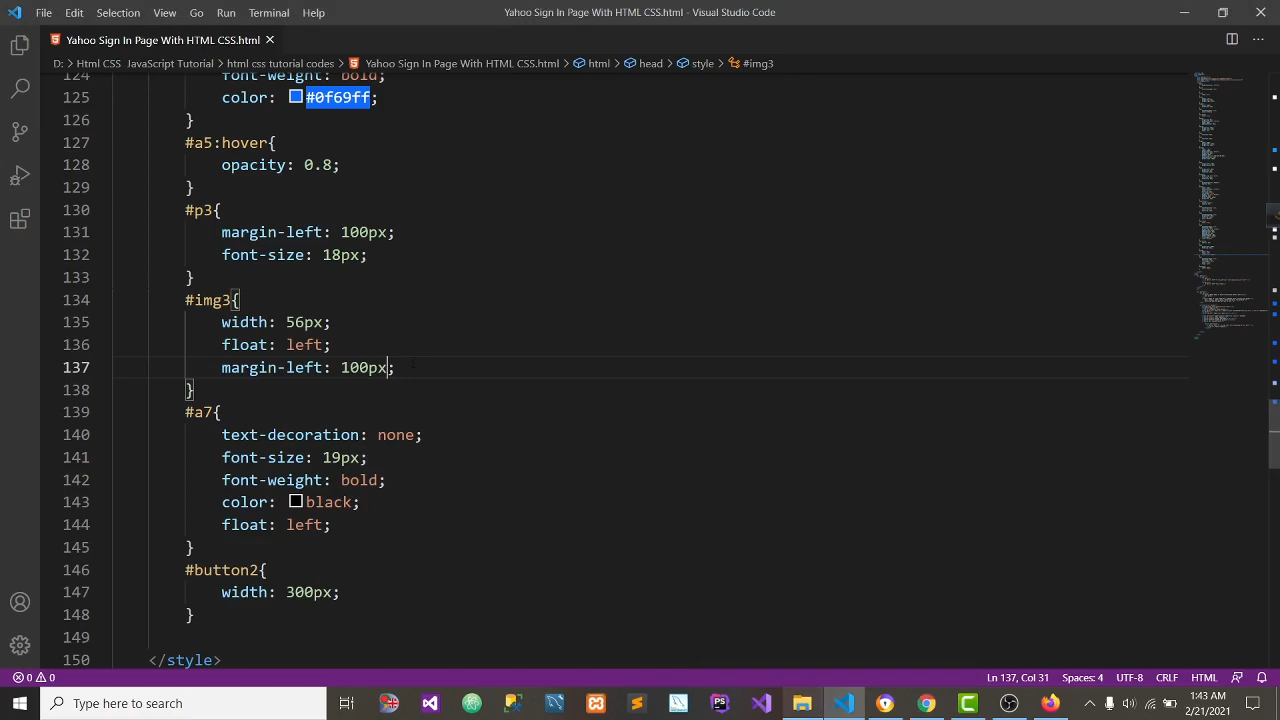 File Edit Selection View Go Run Terminal Help
Yahoo Sign In Page With HTML CSS.html - Visual Studio Code
Yahoo Sign In Page With HTML CSS.html
D: > Html CSS JavaScript Tutorial > html css tutorial codes > Yahoo Sign In Page With HTML CSS.html > html > head > style > #img3
124 font-weight: bold;
125 color: #0f69ff;
126 }
127 #a5:hover{
128 opacity: 0.8;
129 }
130 #p3{
131 margin-left: 100px;
132 font-size: 18px;
133 }
134 #img3{
135 width: 56px;
136 float: left;
137 margin-left: 100px;
138 }
139 #a7{
140 text-decoration: none;
141 font-size: 19px;
142 font-weight: bold;
143 color: black;
144 float: left;
145 }
146 #button2{
147 width: 300px;
148 }
149
150 </style>
0 0
Ln 137, Col 31 Spaces: 4 UTF-8 CRLF HTML
Type here to search
PS
1:43 AM
2/21/2021